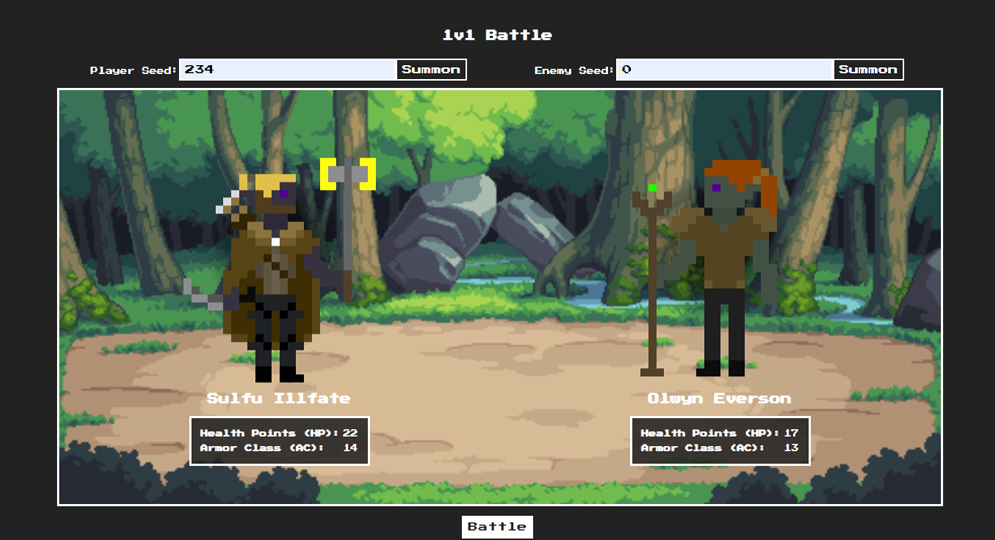 1v1 Battle
Player Seed: 234 Summon
Enemy Seed: 0 Summon
Sulfu Illfate
Health Points (HP): 22
Armor Class (AC): 14
Olwyn Everson
Health Points (HP): 17
Armor Class (AC): 13
Battle